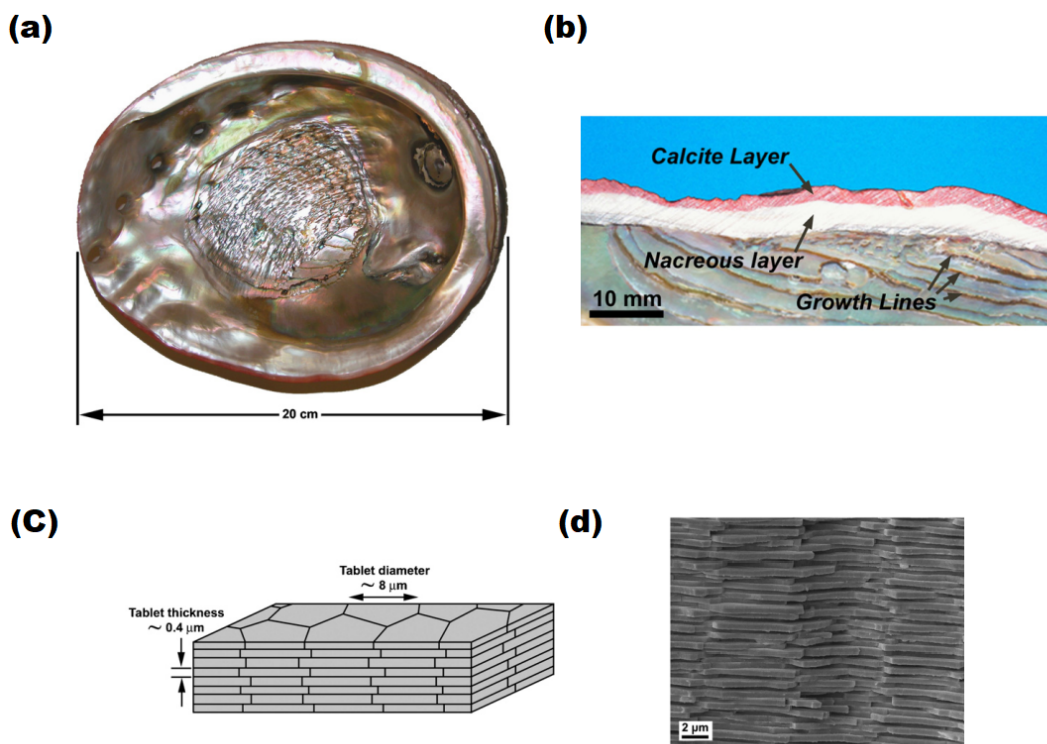 (a)
20 cm
(b)
Calcite Layer
Nacreous layer
Growth Lines
10 mm
(C)
Tablet diameter
~ 8 μm
Tablet thickness
~ 0.4 μm
(d)
2 μm